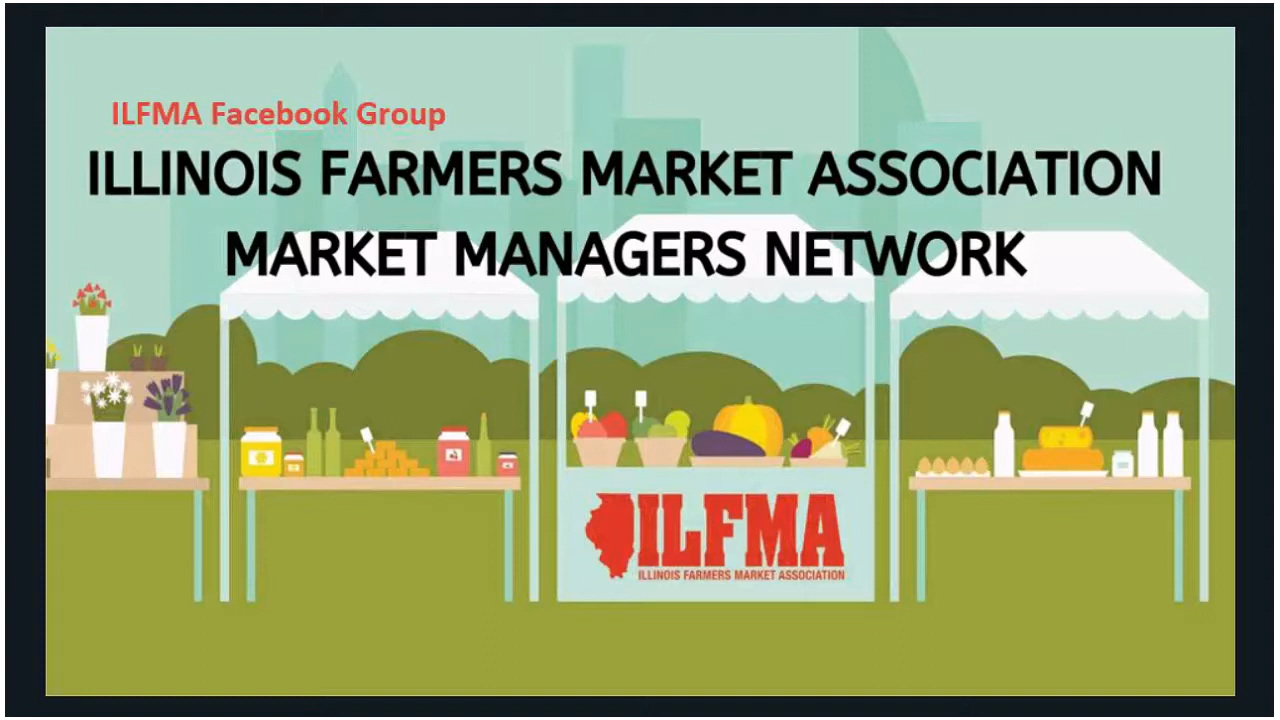 ILFMA Facebook Group
ILLINOIS FARMERS MARKET ASSOCIATION
MARKET MANAGERS NETWORK
ILFMA
ILLINOIS FARMERS MARKET ASSOCIATION